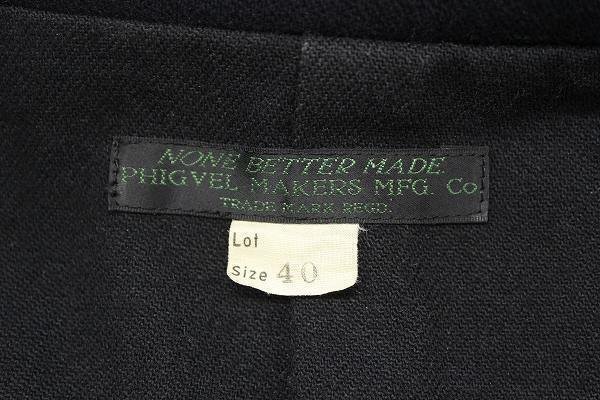 NONE BETTER MADE.
PHIGVEL MAKERS MFG. Co
TRADE MARK REGD.
Lot
Size 40